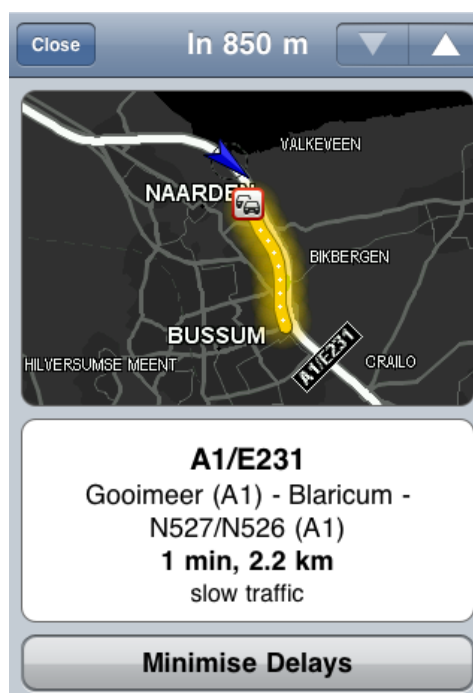 Close
In 850 m
VALKEVEEN
NAARDEN
BIKBERGEN
BUSSUM
HILVERSUMSE MEENT
A1/E231
CRAILO
A1/E231
Gooimeer (A1) - Blaricum -
N527/N526 (A1)
1 min, 2.2 km
slow traffic
Minimise Delays